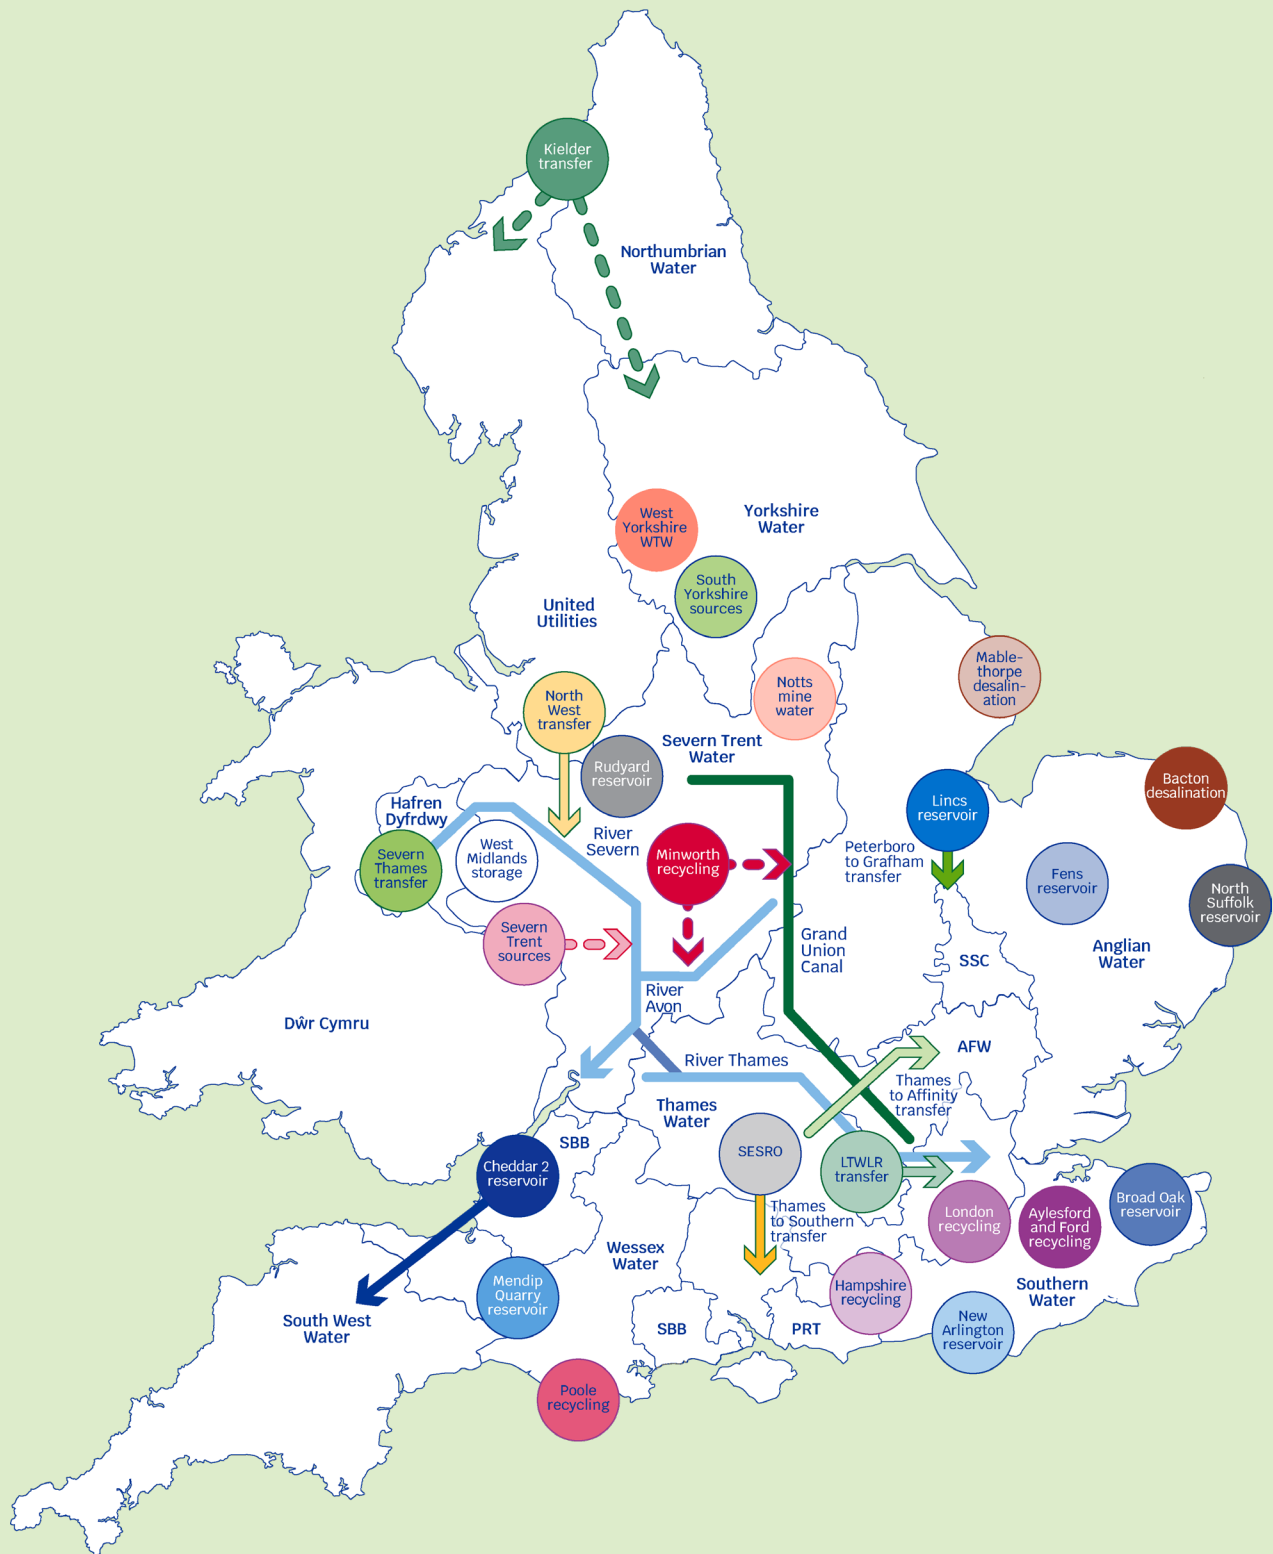 Kielder
transfer
Northumbrian
Water
West
Yorkshire
WTW
Yorkshire
Water
South
Yorkshire
sources
United
Utilities
Mable-
thorpe
desalin-
ation
North
West
transfer
Notts
mine
water
Severn Trent
Water
Rudyard
reservoir
Bacton
desalination
Hafren
Dyfrdwy
Lincs
reservoir
River
Severn
West
Midlands
storage
Severn
Thames
transfer
Minworth
recycling
Peterboro
to Grafham
transfer
Fens
reservoir
North
Suffolk
reservoir
Severn
Trent
sources
Grand
Union
Canal
SSC
Anglian
Water
River
Avon
Dŵr Cymru
AFW
River Thames
Thames
to Affinity
transfer
Thames
Water
SBB
SESRO
LTWLR
transfer
Cheddar 2
reservoir
London
recycling
Aylesford
and Ford
recycling
Broad Oak
reservoir
Thames
to Southern
transfer
Wessex
Water
Mendip
Quarry
reservoir
Hampshire
recycling
Southern
Water
South West
Water
SBB
PRT
New
Arlington
reservoir
Poole
recycling